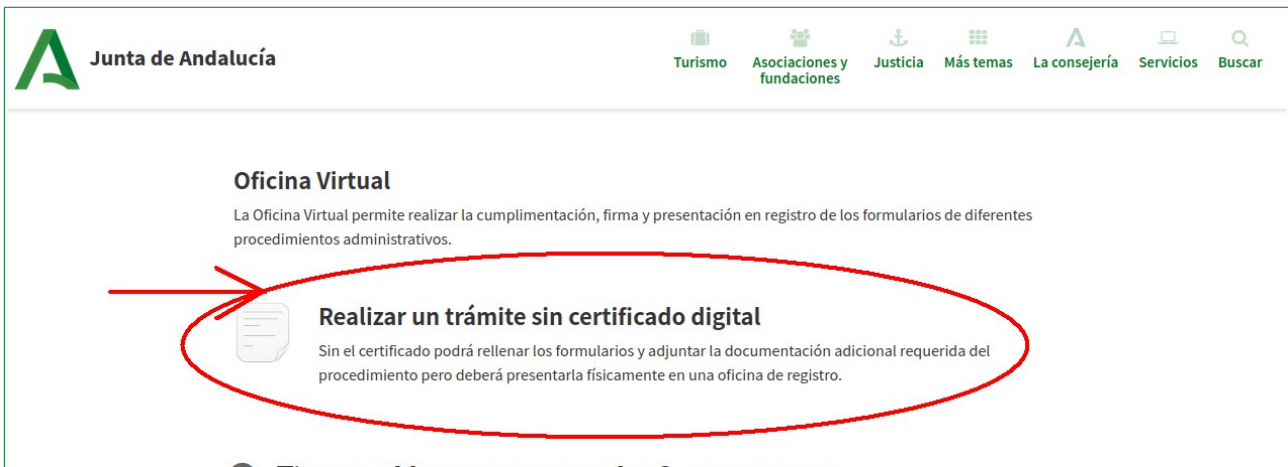 Junta de Andalucía
Turismo
Asociaciones y
fundaciones
Justicia
Más temas
La consejería
Servicios
Buscar
Oficina Virtual
La Oficina Virtual permite realizar la cumplimentación, firma y presentación en registro de los formularios de diferentes
procedimientos administrativos.
Realizar un trámite sin certificado digital
Sin el certificado podrá rellenar los formularios y adjuntar la documentación adicional requerida del
procedimiento pero deberá presentarla físicamente en una oficina de registro.